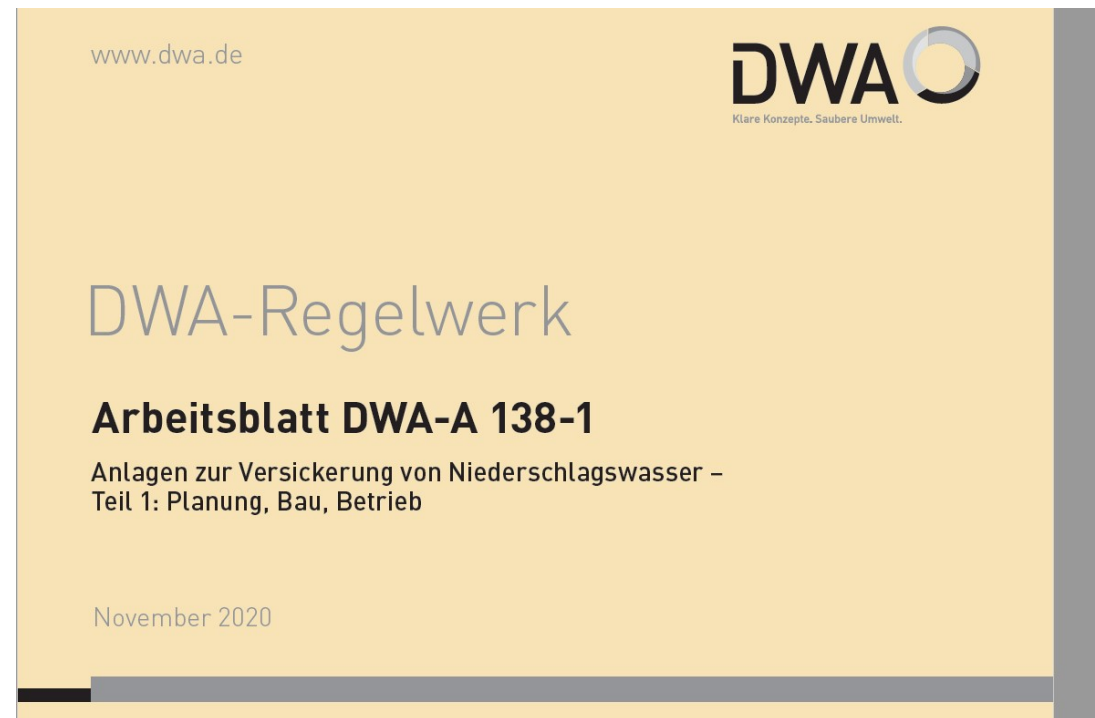 www.dwa.de
DWA
Klare Konzepte. Saubere Umwelt.
DWA-Regelwerk
Arbeitsblatt DWA-A 138-1
Anlagen zur Versickerung von Niederschlagswasser –
Teil 1: Planung, Bau, Betrieb
November 2020